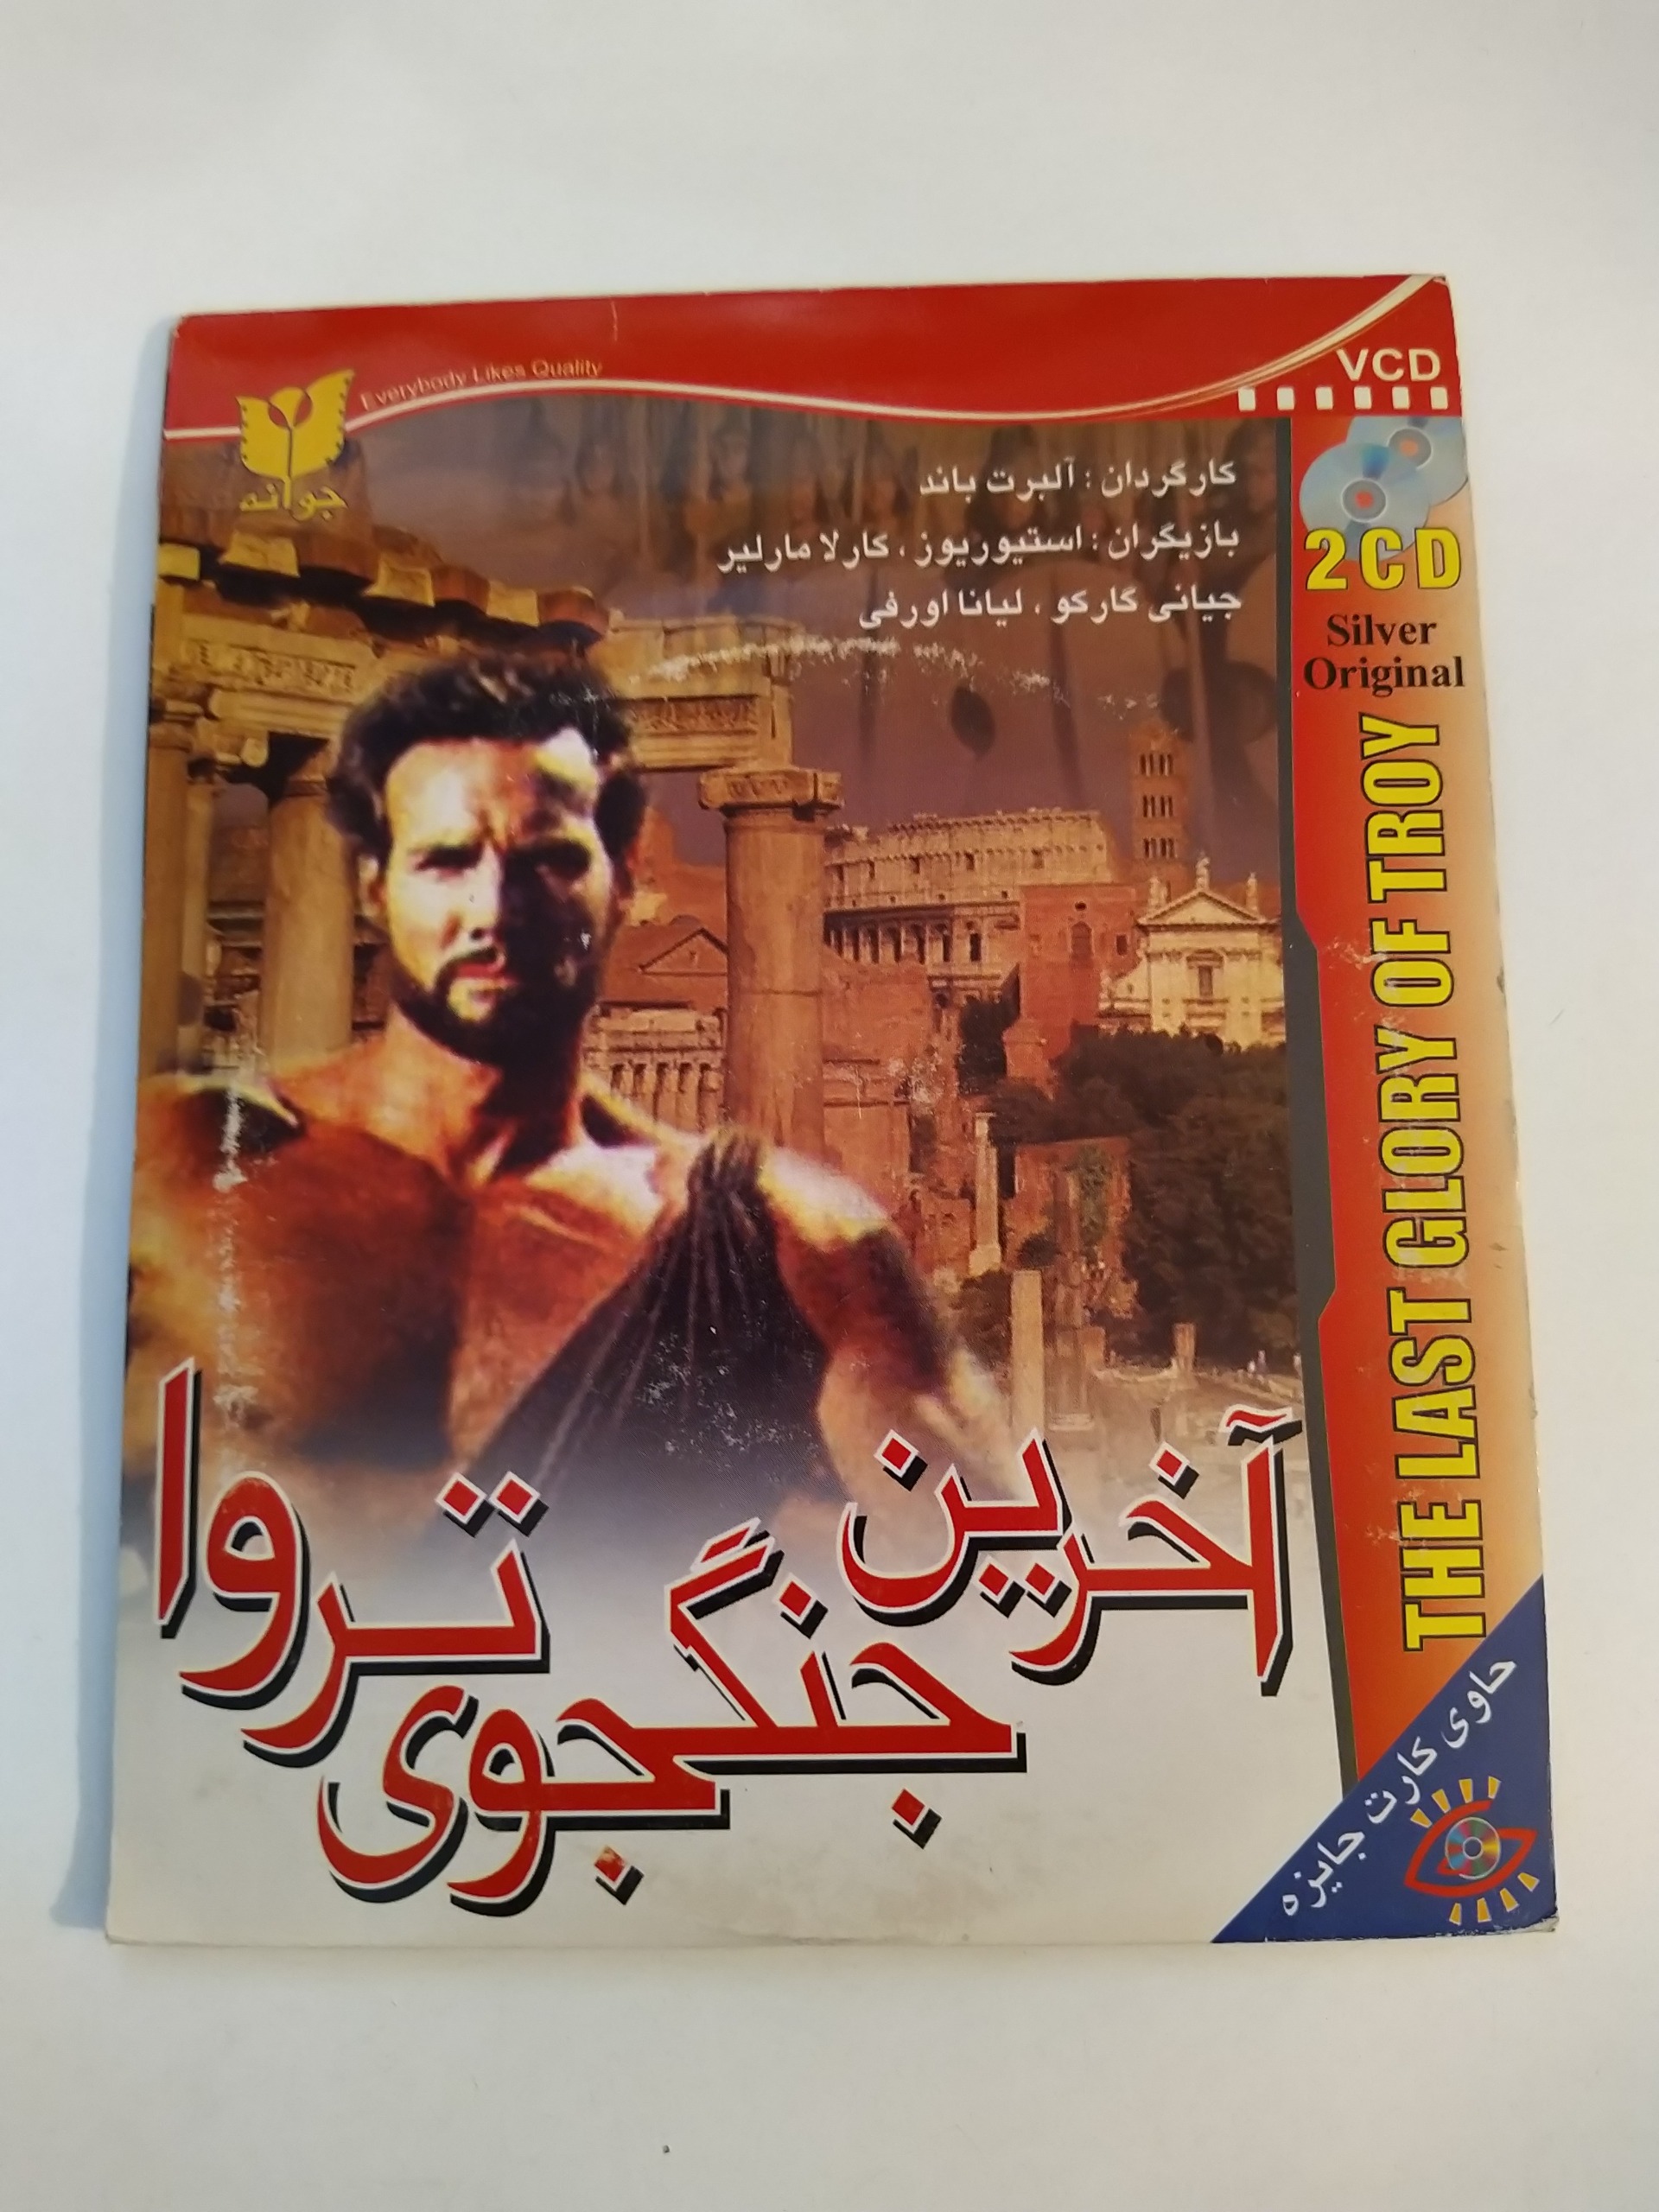 VCD
Everybody Likes Quality
جوانه
کارگردان : آلبرت باند
بازیگران : استیوریوز ، کارلا مارلیر
جیانی گارکو ، لیانا اورفی
2CD
Silver
Original
THE LAST GLORY OF TROY
آخرین
جنگجوی
تروا
حاوی کارت جایزه